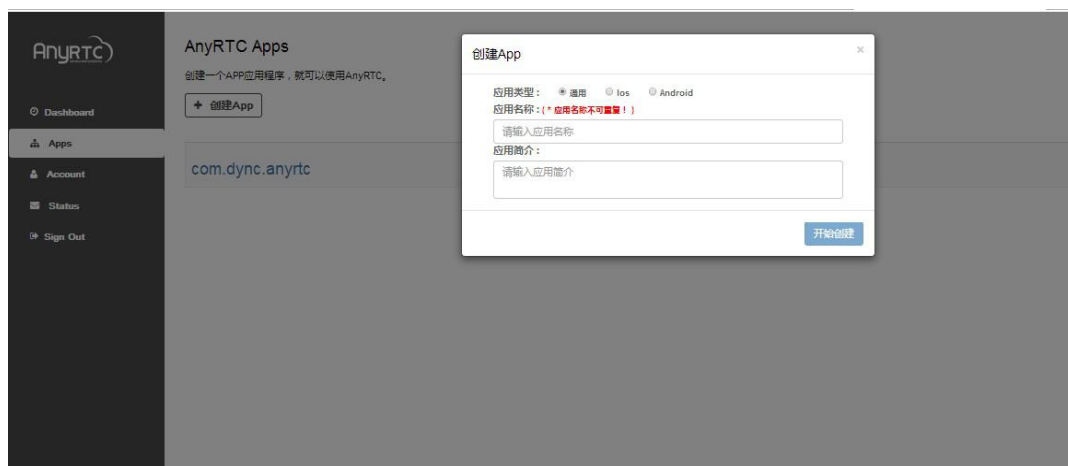 AnyRTC
Dashboard
Apps
Account
Status
Sign Out
AnyRTC Apps
创建一个APP应用程序，就可以使用AnyRTC。
+ 创建App
com.dync.anyrtc
创建App
×
应用类型： 通用 Ios Android
应用名称：( * 应用名称不可重复！ )
请输入应用名称
应用简介：
请输入应用简介
开始创建